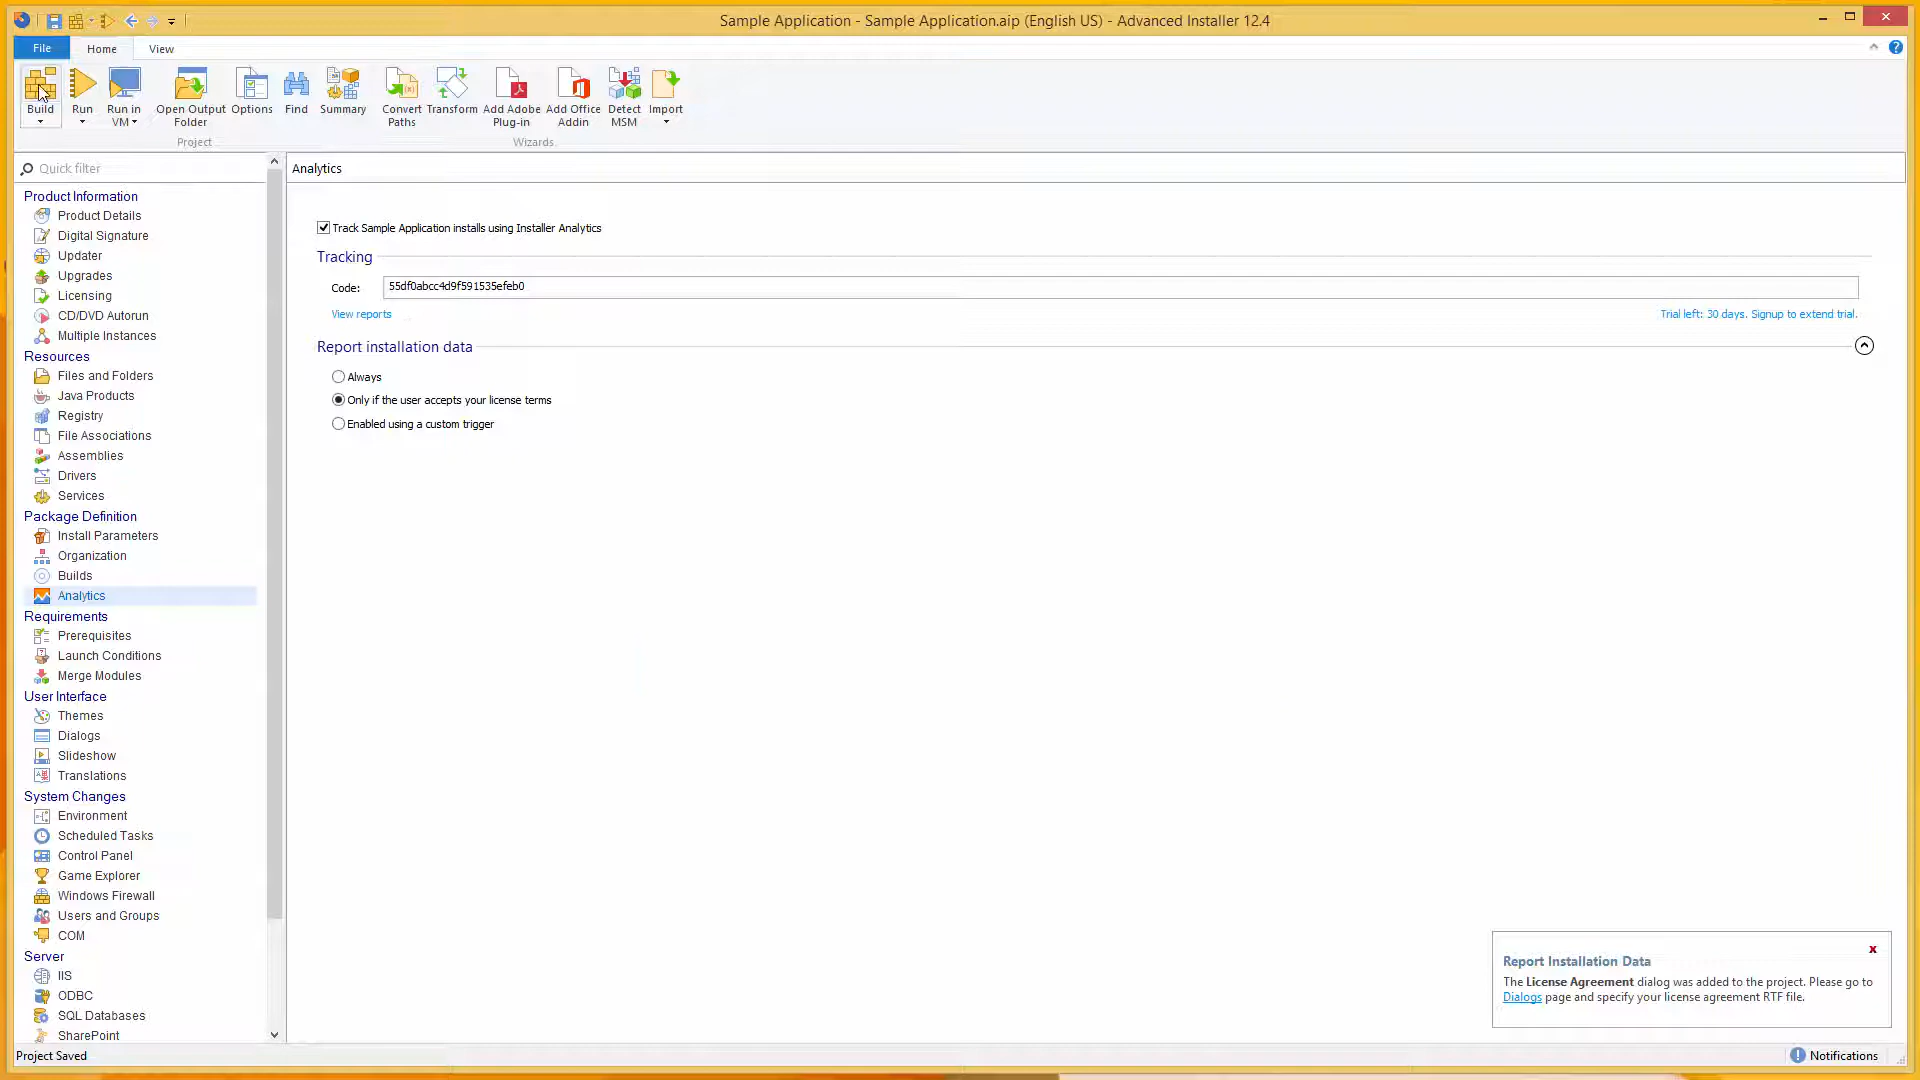 Sample Application - Sample Application.aip (English US) - Advanced Installer 12.4
File Home View
Build Run Run in VM Open Output Folder Options Find Summary Convert Paths Transform Add Adobe Plug-in Add Office Addin Detect MSM Import
Project Wizards
Quick filter
Product Information
Product Details
Digital Signature
Updater
Upgrades
Licensing
CD/DVD Autorun
Multiple Instances
Resources
Files and Folders
Java Products
Registry
File Associations
Assemblies
Drivers
Services
Package Definition
Install Parameters
Organization
Builds
Analytics
Requirements
Prerequisites
Launch Conditions
Merge Modules
User Interface
Themes
Dialogs
Slideshow
Translations
System Changes
Environment
Scheduled Tasks
Control Panel
Game Explorer
Windows Firewall
Users and Groups
COM
Server
IIS
ODBC
SQL Databases
SharePoint
Analytics
Track Sample Application installs using Installer Analytics
Tracking
Code: 55df0abcc4d9f591535efeb0
View reports Trial left: 30 days. Signup to extend trial.
Report installation data
Always
Only if the user accepts your license terms
Enabled using a custom trigger
Report Installation Data
The License Agreement dialog was added to the project. Please go to
Dialogs page and specify your license agreement RTF file.
Project Saved Notifications